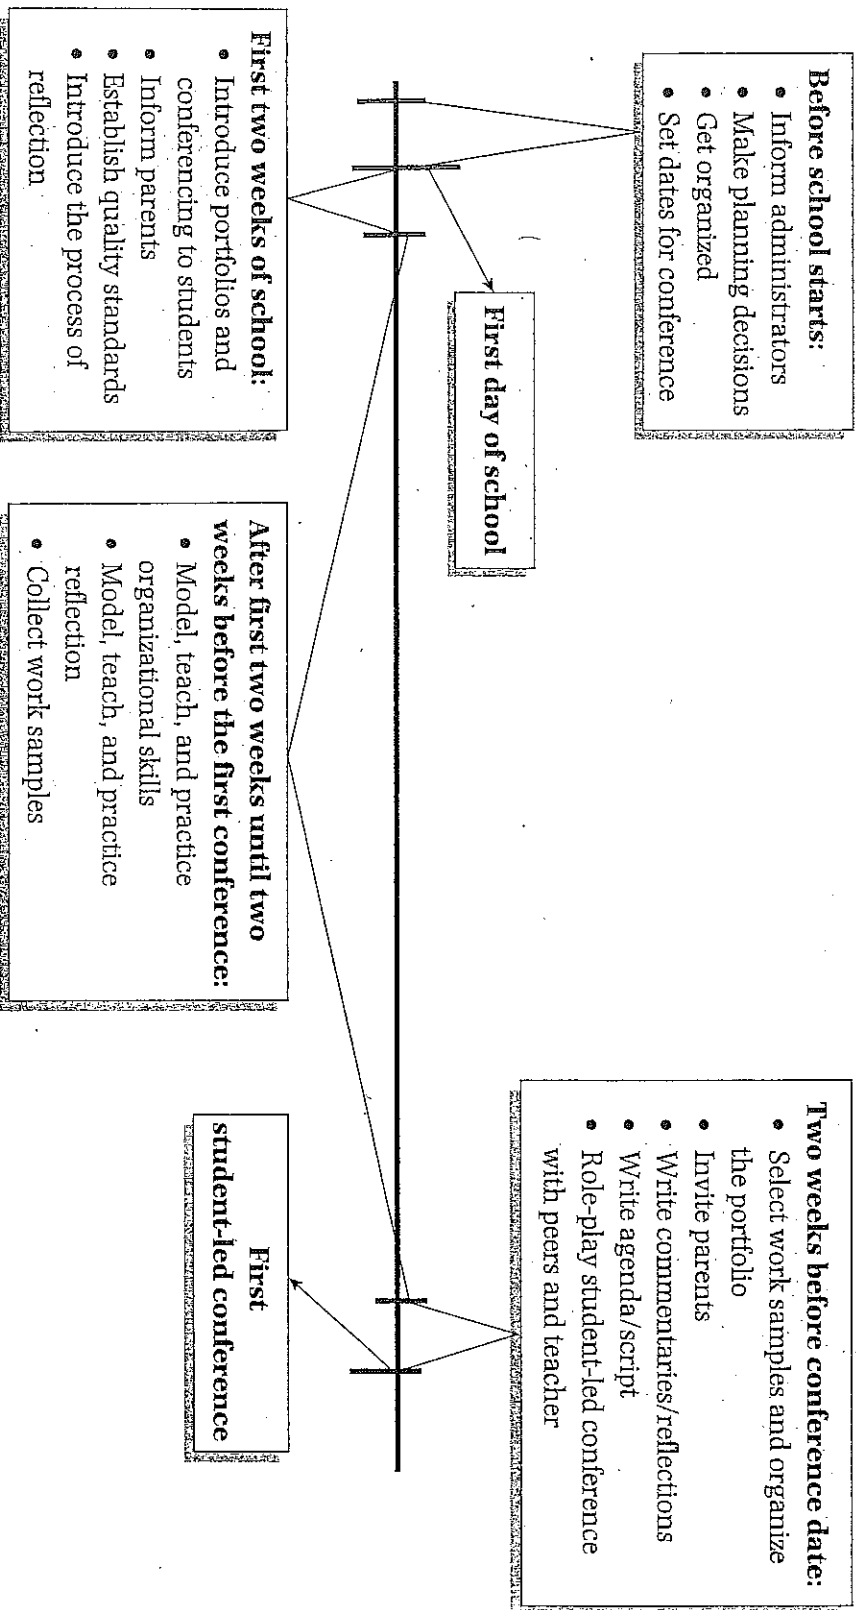 Before school starts:
• Inform administrators
• Make planning decisions
• Get organized
• Set dates for conference
First day of school
First two weeks of school:
• Introduce portfolios and
conferencing to students
• Inform parents
• Establish quality standards
• Introduce the process of
reflection
After first two weeks until two
weeks before the first conference:
• Model, teach, and practice
organizational skills
• Model, teach, and practice
reflection
• Collect work samples
Two weeks before conference date:
• Select work samples and organize
the portfolio
• Invite parents
• Write commentaries/reflections
• Write agenda/script
• Role-play student-led conference
with peers and teacher
First
student-led conference